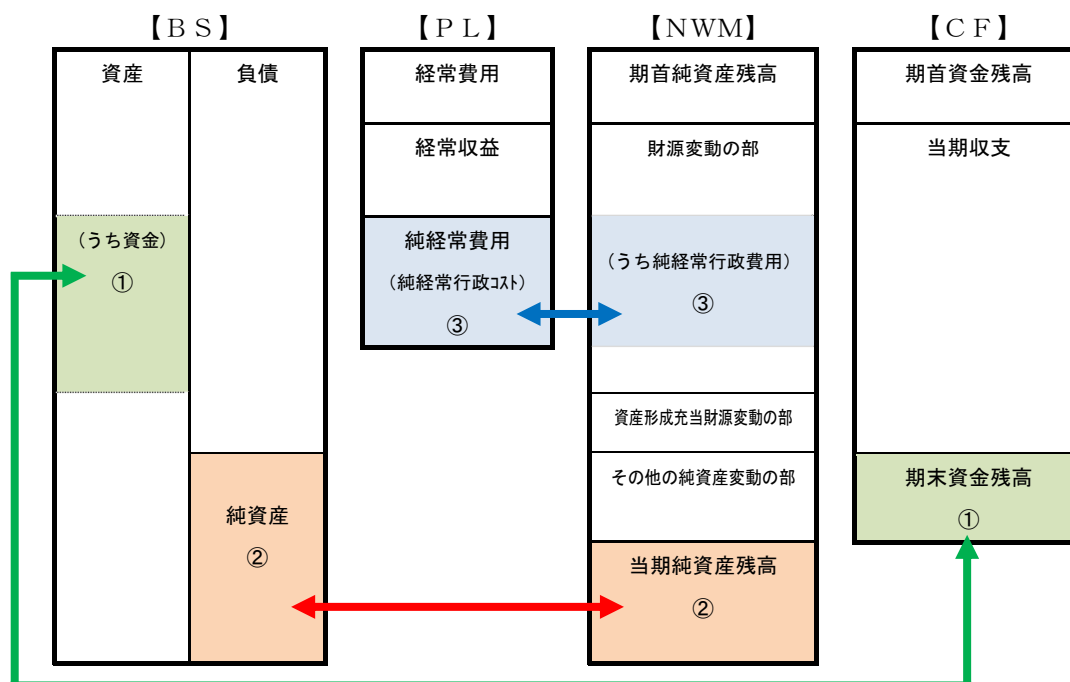 【ＢＳ】
資産
負債
(うち資金)
①
純資産
②
【ＰＬ】
経常費用
経常収益
純経常費用
(純経常行政ｺｽﾄ)
③
【NWM】
期首純資産残高
財源変動の部
(うち純経常行政費用)
③
資産形成充当財源変動の部
その他の純資産変動の部
当期純資産残高
②
【ＣＦ】
期首資金残高
当期収支
期末資金残高
①